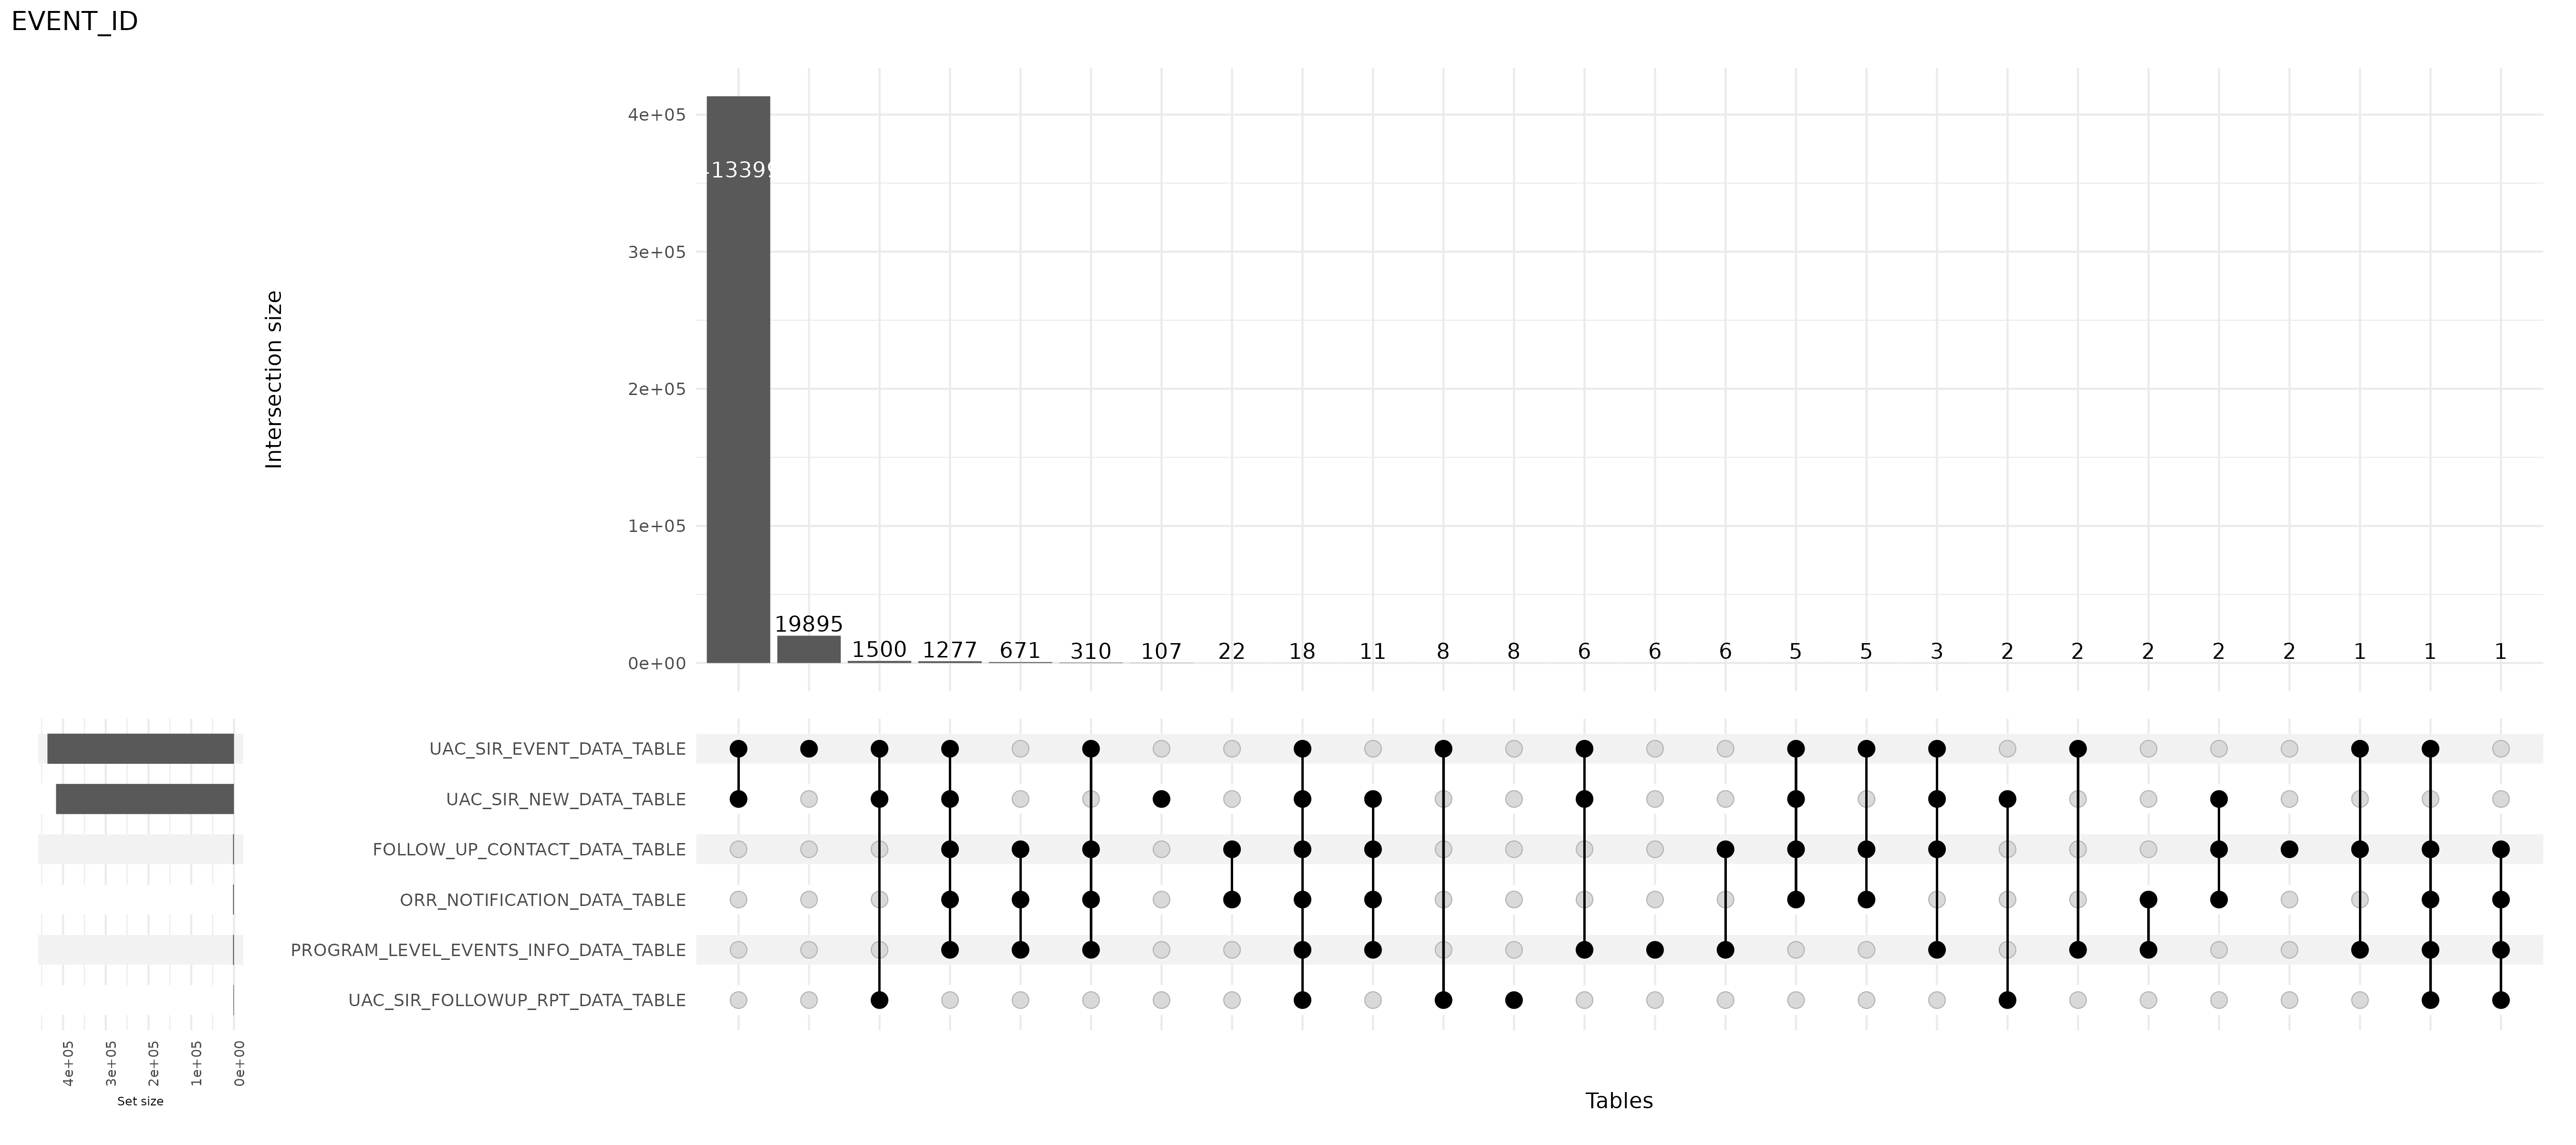 EVENT_ID
Intersection size
4e+05
3e+05
2e+05
1e+05
0e+00
19895
1500
1277
671
310
107
22
18
11
8
8
6
6
6
5
5
3
2
2
2
2
2
1
1
1
UAC_SIR_EVENT_DATA_TABLE
UAC_SIR_NEW_DATA_TABLE
FOLLOW_UP_CONTACT_DATA_TABLE
ORR_NOTIFICATION_DATA_TABLE
PROGRAM_LEVEL_EVENTS_INFO_DATA_TABLE
UAC_SIR_FOLLOWUP_RPT_DATA_TABLE
4e+05
3e+05
2e+05
1e+05
0e+00
Set size
Tables